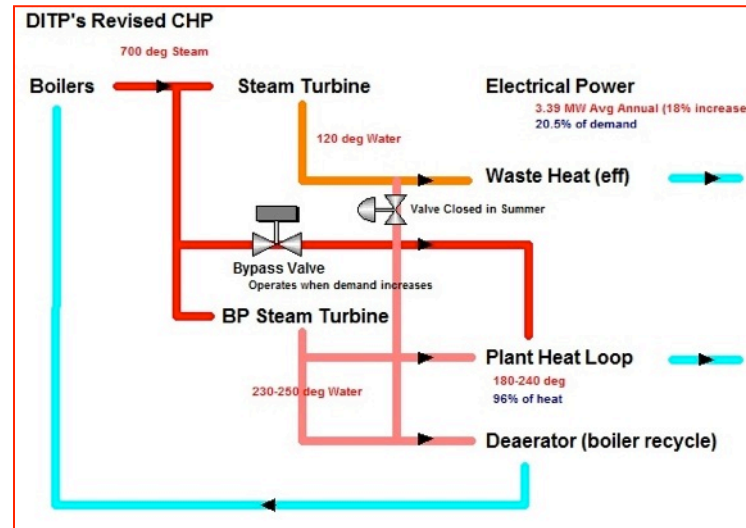 DITP's Revised CHP
700 deg Steam
Boilers
Steam Turbine
Electrical Power
3.39 MW Avg Annual (18% increase
20.5% of demand
120 deg Water
Waste Heat (eff)
Valve Closed in Summer
Bypass Valve
Operates when demand increases
BP Steam Turbine
Plant Heat Loop
180-240 deg
96% of heat
230-250 deg Water
Deaerator (boiler recycle)